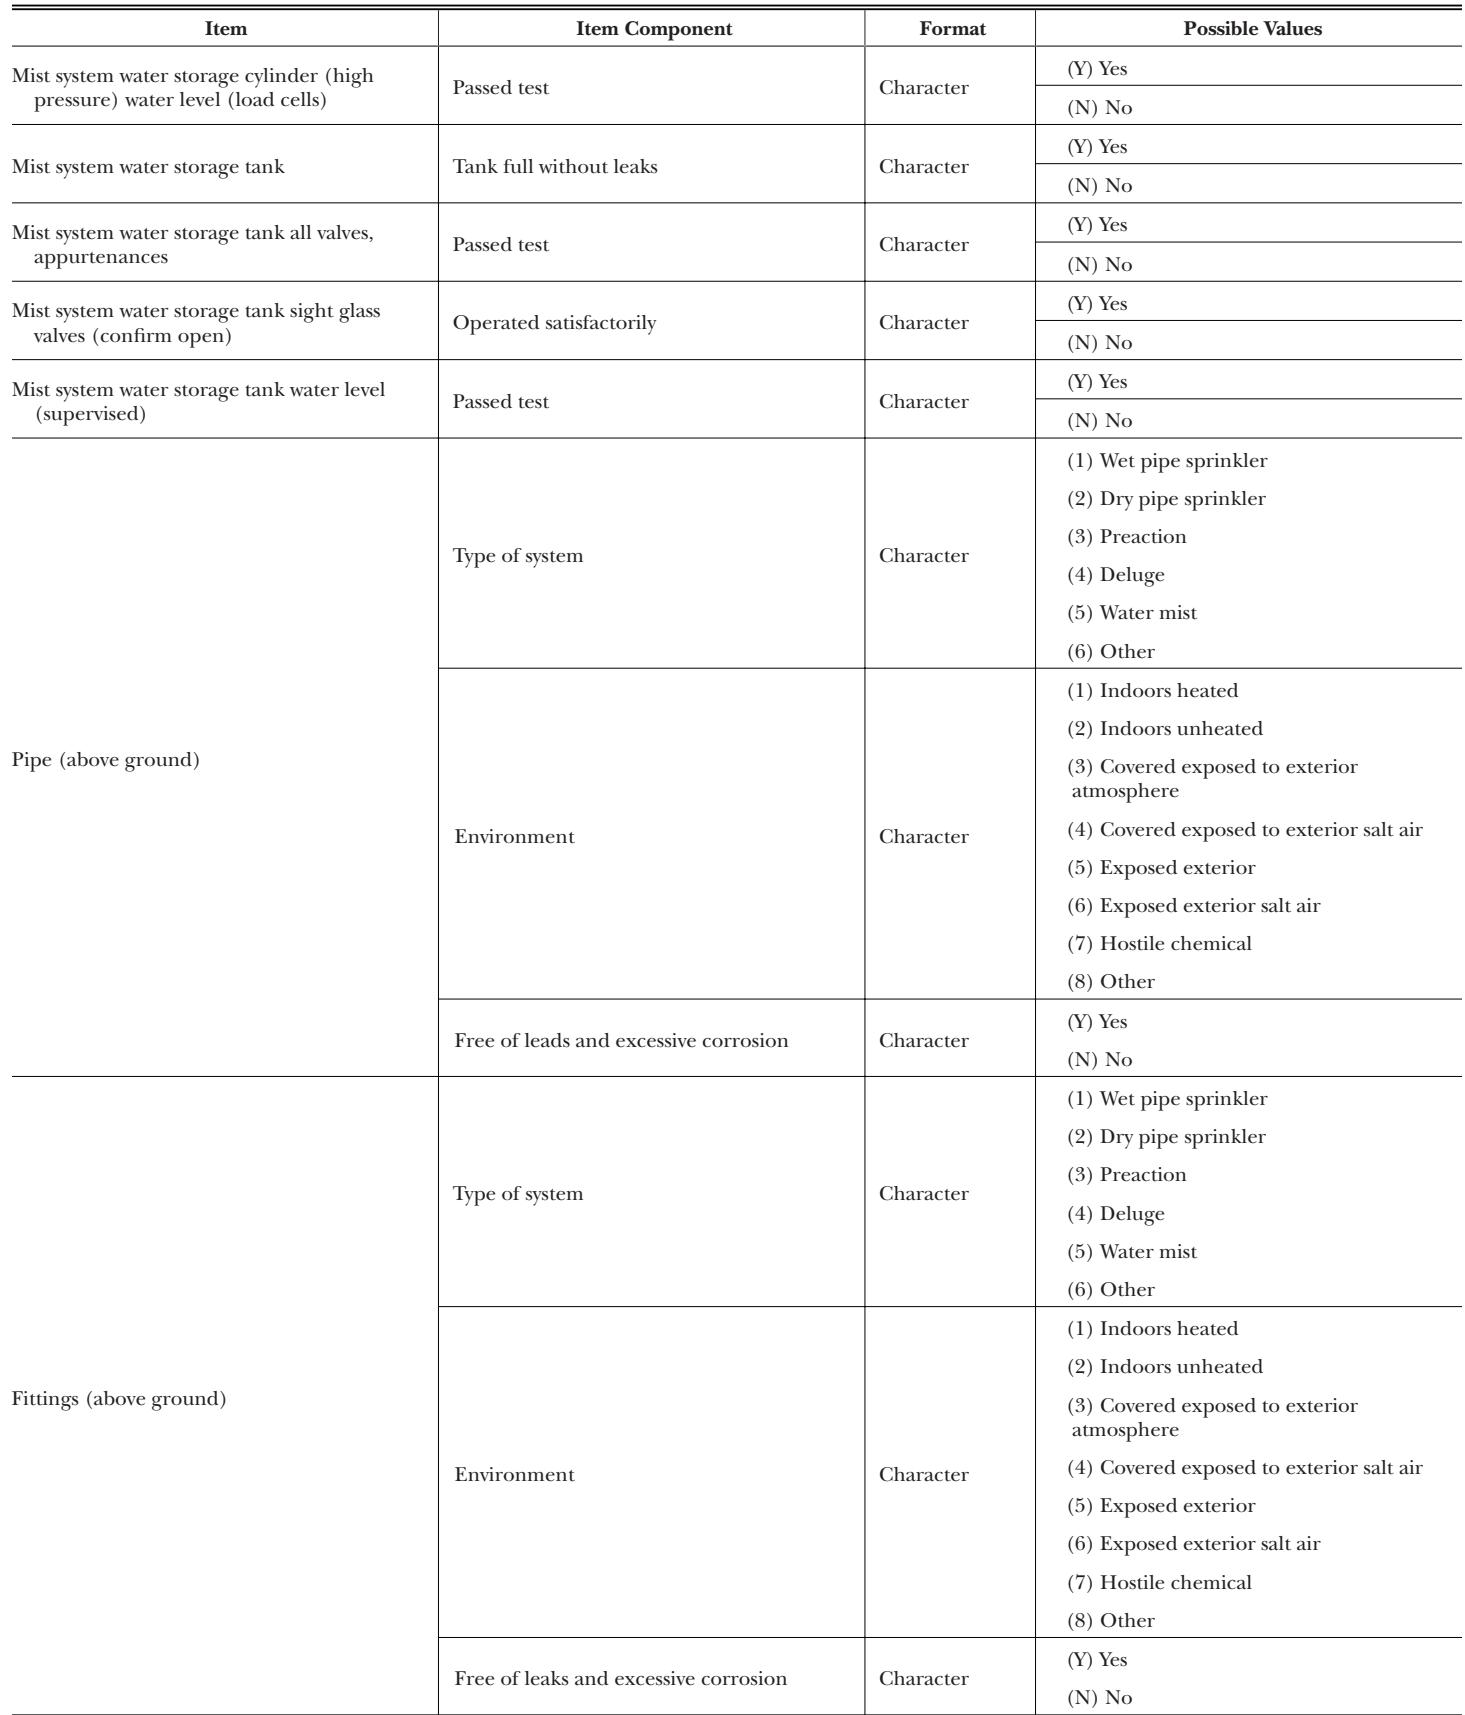 Item Item Component Format Possible Values
Mist system water storage cylinder (high
pressure) water level (load cells)
Passed test
Character
(Y) Yes
(N) No
Mist system water storage tank
Tank full without leaks
Character
(Y) Yes
(N) No
Mist system water storage tank all valves,
appurtenances
Passed test
Character
(Y) Yes
(N) No
Mist system water storage tank sight glass
valves (confirm open)
Operated satisfactorily
Character
(Y) Yes
(N) No
Mist system water storage tank water level
(supervised)
Passed test
Character
(Y) Yes
(N) No
Pipe (above ground)
Type of system
Character
(1) Wet pipe sprinkler
(2) Dry pipe sprinkler
(3) Preaction
(4) Deluge
(5) Water mist
(6) Other
Environment
Character
(1) Indoors heated
(2) Indoors unheated
(3) Covered exposed to exterior
atmosphere
(4) Covered exposed to exterior salt air
(5) Exposed exterior
(6) Exposed exterior salt air
(7) Hostile chemical
(8) Other
Free of leads and excessive corrosion
Character
(Y) Yes
(N) No
Fittings (above ground)
Type of system
Character
(1) Wet pipe sprinkler
(2) Dry pipe sprinkler
(3) Preaction
(4) Deluge
(5) Water mist
(6) Other
Environment
Character
(1) Indoors heated
(2) Indoors unheated
(3) Covered exposed to exterior
atmosphere
(4) Covered exposed to exterior salt air
(5) Exposed exterior
(6) Exposed exterior salt air
(7) Hostile chemical
(8) Other
Free of leaks and excessive corrosion
Character
(Y) Yes
(N) No